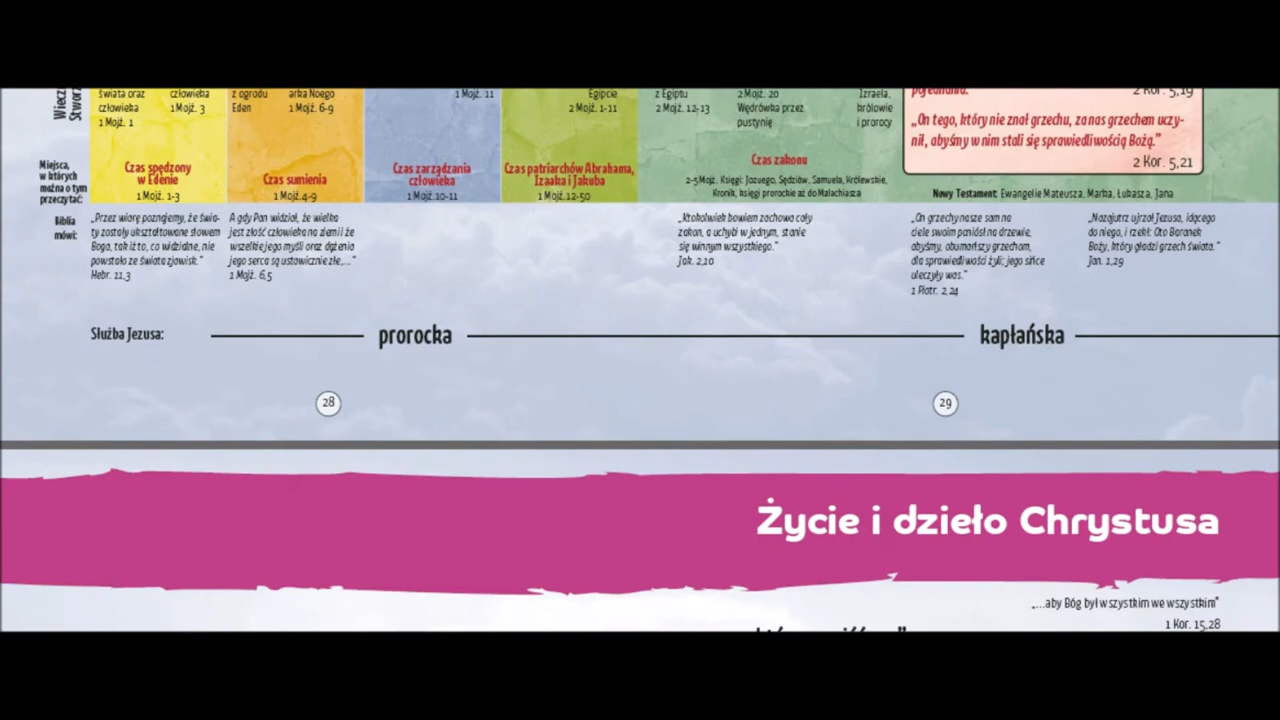 Wiecz
Stworz
świata oraz
człowieka
1 Mojż. 1
człowieka
1 Mojż. 3
z ogrodu
Eden
arka Noego
1 Mojż. 6-9
1 Mojż. 11
Egipcie
2 Mojż. 1-11
z Egiptu
2 Mojż. 12-13
2 Mojż. 20
Wędrówka przez
pustynię
Izraela,
królowie
i prorocy
pojednania.
2 Kor. 5,19
„On tego, który nie znał grzechu, za nas grzechem uczy-
nił, abyśmy w nim stali się sprawiedliwością Bożą.”
2 Kor. 5,21
Miejsca,
w których
można o tym
przeczytać:
Czas spędzony
w Edenie
1 Mojż. 1-3
Czas sumienia
1 Mojż. 4-9
Czas zarządzania
człowieka
1 Mojż. 10-11
Czas patriarchów Abrahama,
Izaaka i Jakuba
1 Mojż. 12-50
Czas zakonu
2-5 Mojż. Księgi: Jozuego, Sędziów, Samuela, Królewskie,
Kronik, księgi prorockie aż do Malachiasza
Nowy Testament: Ewangelie Mateusza, Marka, Łukasza, Jana
Biblia
mówi:
„Przez wiarę poznajemy, że świa-
ty zostały ukształtowane słowem
Boga, tak iż to, co widzialne, nie
powstało ze świata zjawisk.”
Hebr. 11,3
A gdy Pan widział, że wielka
jest złość człowieka na ziemi i że
wszelkie jego myśli oraz dążenia
jego serca są ustawicznie złe,...”
1 Mojż. 6,5
„Ktokolwiek bowiem zachowa cały
zakon, a uchybi w jednym, stanie
się winnym wszystkiego.”
Jak. 2,10
„On grzechy nasze sam na
ciele swoim poniósł na drzewie,
abyśmy, obumarłszy grzechom,
dla sprawiedliwości żyli; jego sińce
uleczyły was.”
1 Piotr. 2,24
„Nazajutrz ujrzał Jezusa, idącego
do niego, i rzekł: Oto Baranek
Boży, który gładzi grzech świata.”
Jan. 1,29
Służba Jezusa:
prorocka
kapłańska
28
29
Życie i dzieło Chrystusa
„...aby Bóg był wszystkim we wszystkim”
1 Kor. 15,28